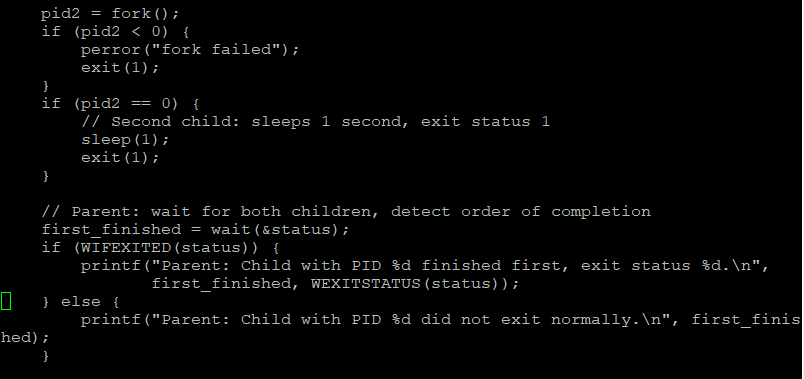 pid2 = fork();
    if (pid2 < 0) {
        perror("fork failed");
        exit(1);
    }
    if (pid2 == 0) {
        // Second child: sleeps 1 second, exit status 1
        sleep(1);
        exit(1);
    }

    // Parent: wait for both children, detect order of completion
    first_finished = wait(&status);
    if (WIFEXITED(status)) {
        printf("Parent: Child with PID %d finished first, exit status %d.\n",
               first_finished, WEXITSTATUS(status));
    } else {
        printf("Parent: Child with PID %d did not exit normally.\n", first_finis
hed);
    }